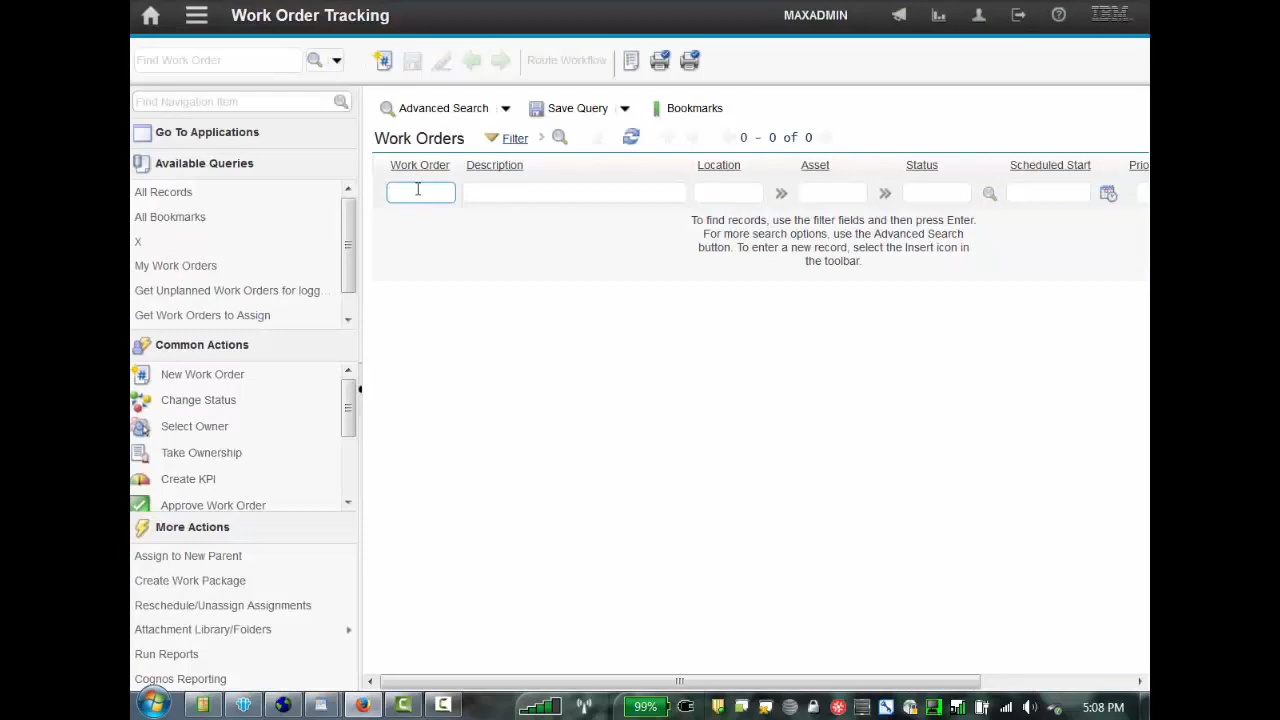 Work Order Tracking
MAXADMIN
IBM
Find Work Order
Route Workflow
Find Navigation Item
Go To Applications
Available Queries
All Records
All Bookmarks
X
My Work Orders
Get Unplanned Work Orders for logg...
Get Work Orders to Assign
Common Actions
New Work Order
Change Status
Select Owner
Take Ownership
Create KPI
Approve Work Order
More Actions
Assign to New Parent
Create Work Package
Reschedule/Unassign Assignments
Attachment Library/Folders
Run Reports
Cognos Reporting
Advanced Search
Save Query
Bookmarks
Work Orders
Filter
0 - 0 of 0
Work Order
Description
Location
Asset
Status
Scheduled Start
Prio
To find records, use the filter fields and then press Enter.
For more search options, use the Advanced Search
button. To enter a new record, select the Insert icon in
the toolbar.
99%
5:08 PM